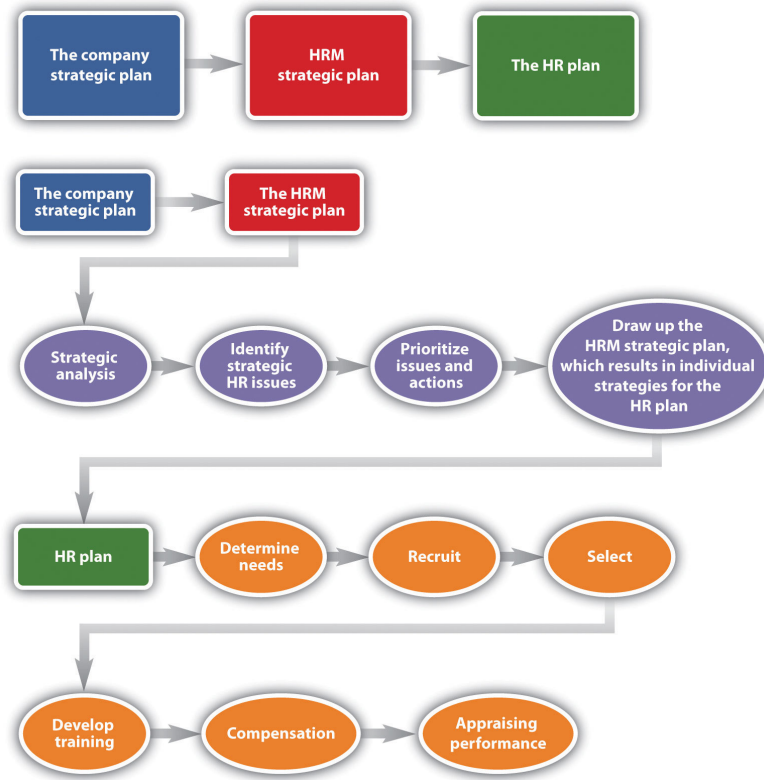 The company
strategic plan
HRM
strategic plan
The HR plan
The company
strategic plan
The HRM
strategic plan
Strategic
analysis
Identify
strategic
HR issues
Prioritize
issues and
actions
Draw up the
HRM strategic plan,
which results in individual
strategies for the
HR plan
HR plan
Determine
needs
Recruit
Select
Develop
training
Compensation
Appraising
performance